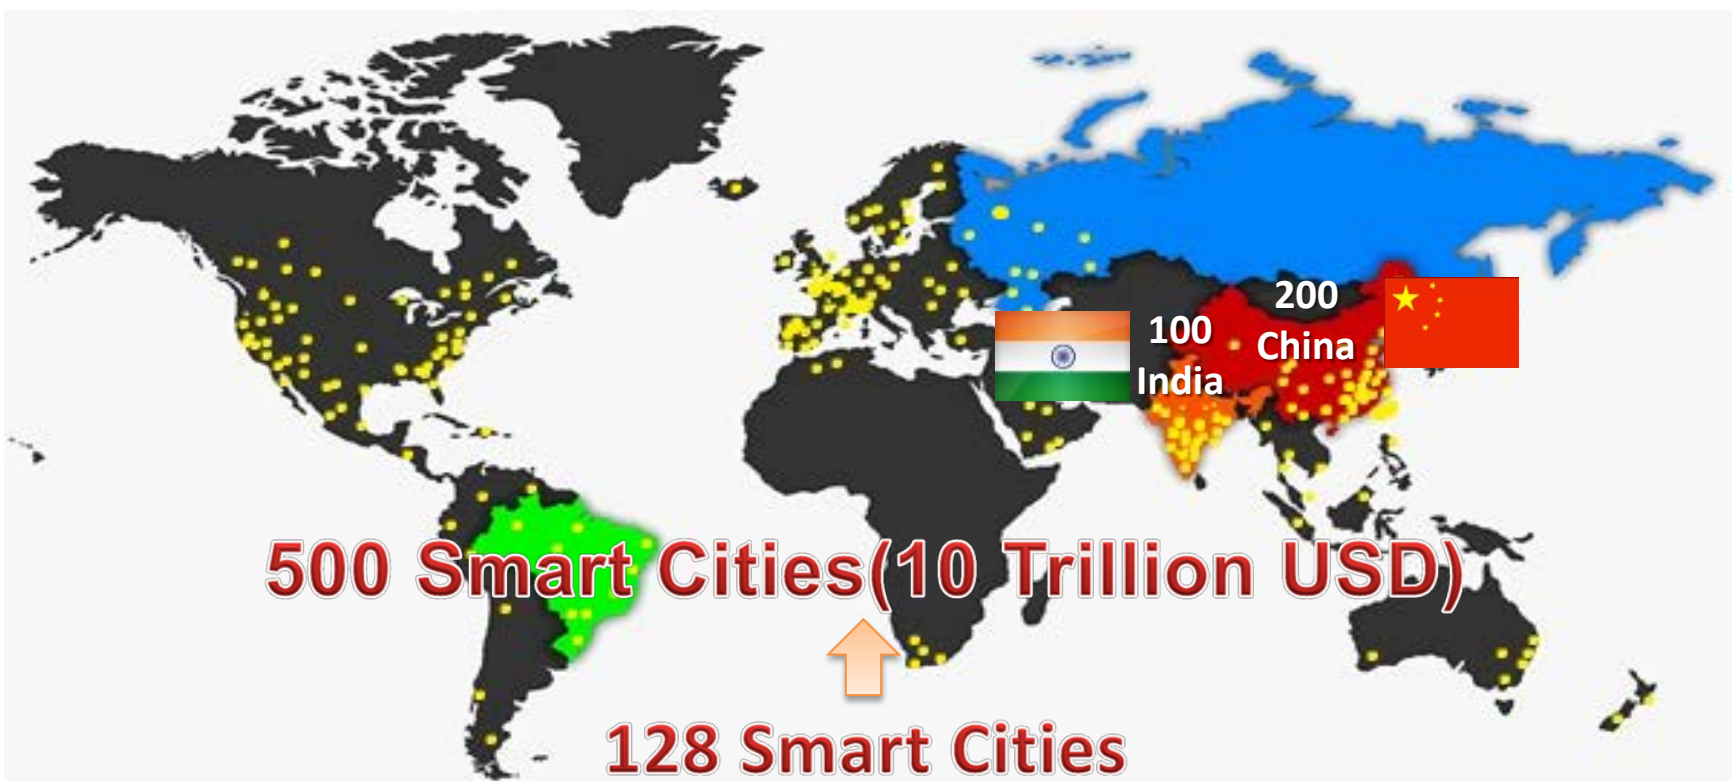 200
China
100
India
500 Smart Cities(10 Trillion USD)
128 Smart Cities